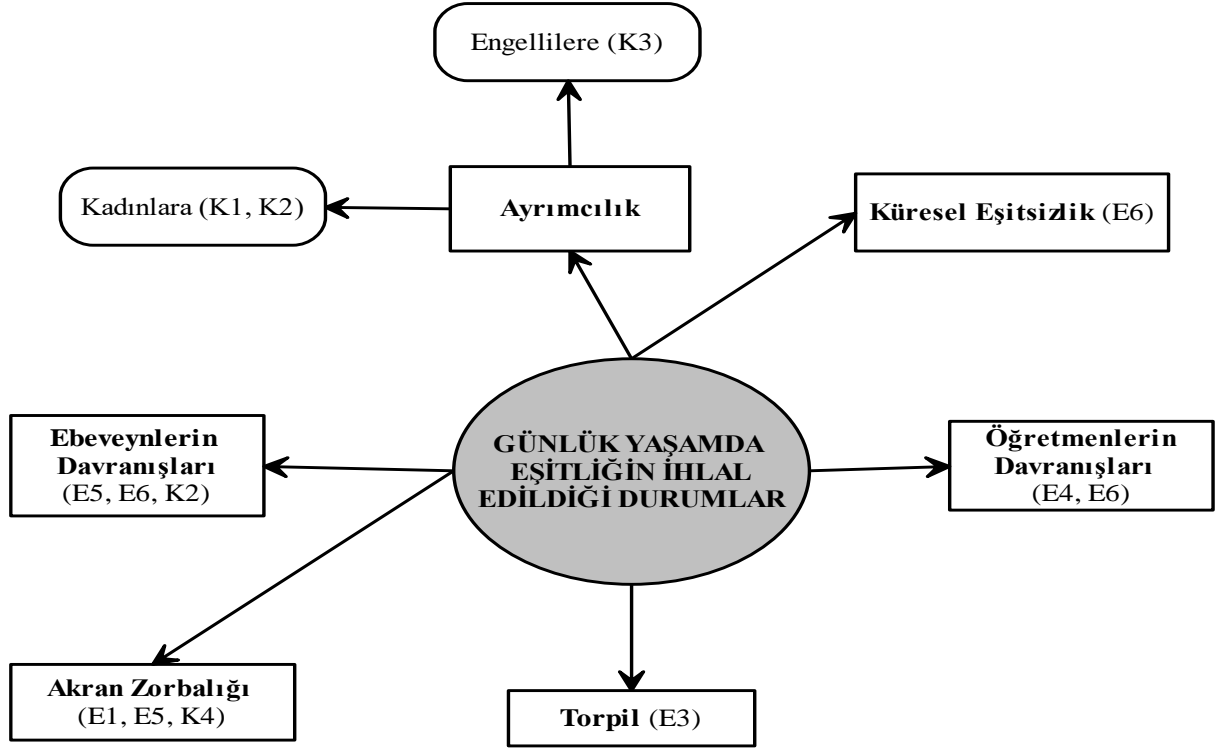 Engellilere (K3)
Kadınlara (K1, K2)
Ayrımcılık
Küresel Eşitsizlik (E6)
Ebeveynlerin
Davranışları
(E5, E6, K2)
GÜNLÜK YAŞAMDA
EŞİTLİĞİN İHLAL
EDİLDİĞİ DURUMLAR
Öğretmenlerin
Davranışları
(E4, E6)
Akran Zorbalığı
(E1, E5, K4)
Torpil (E3)